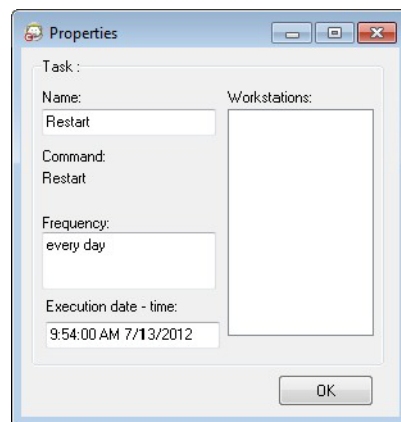 Properties
Task :
Name:
Workstations:
Restart
Command:
Restart
Frequency:
every day
Execution date - time:
9:54:00 AM 7/13/2012
OK